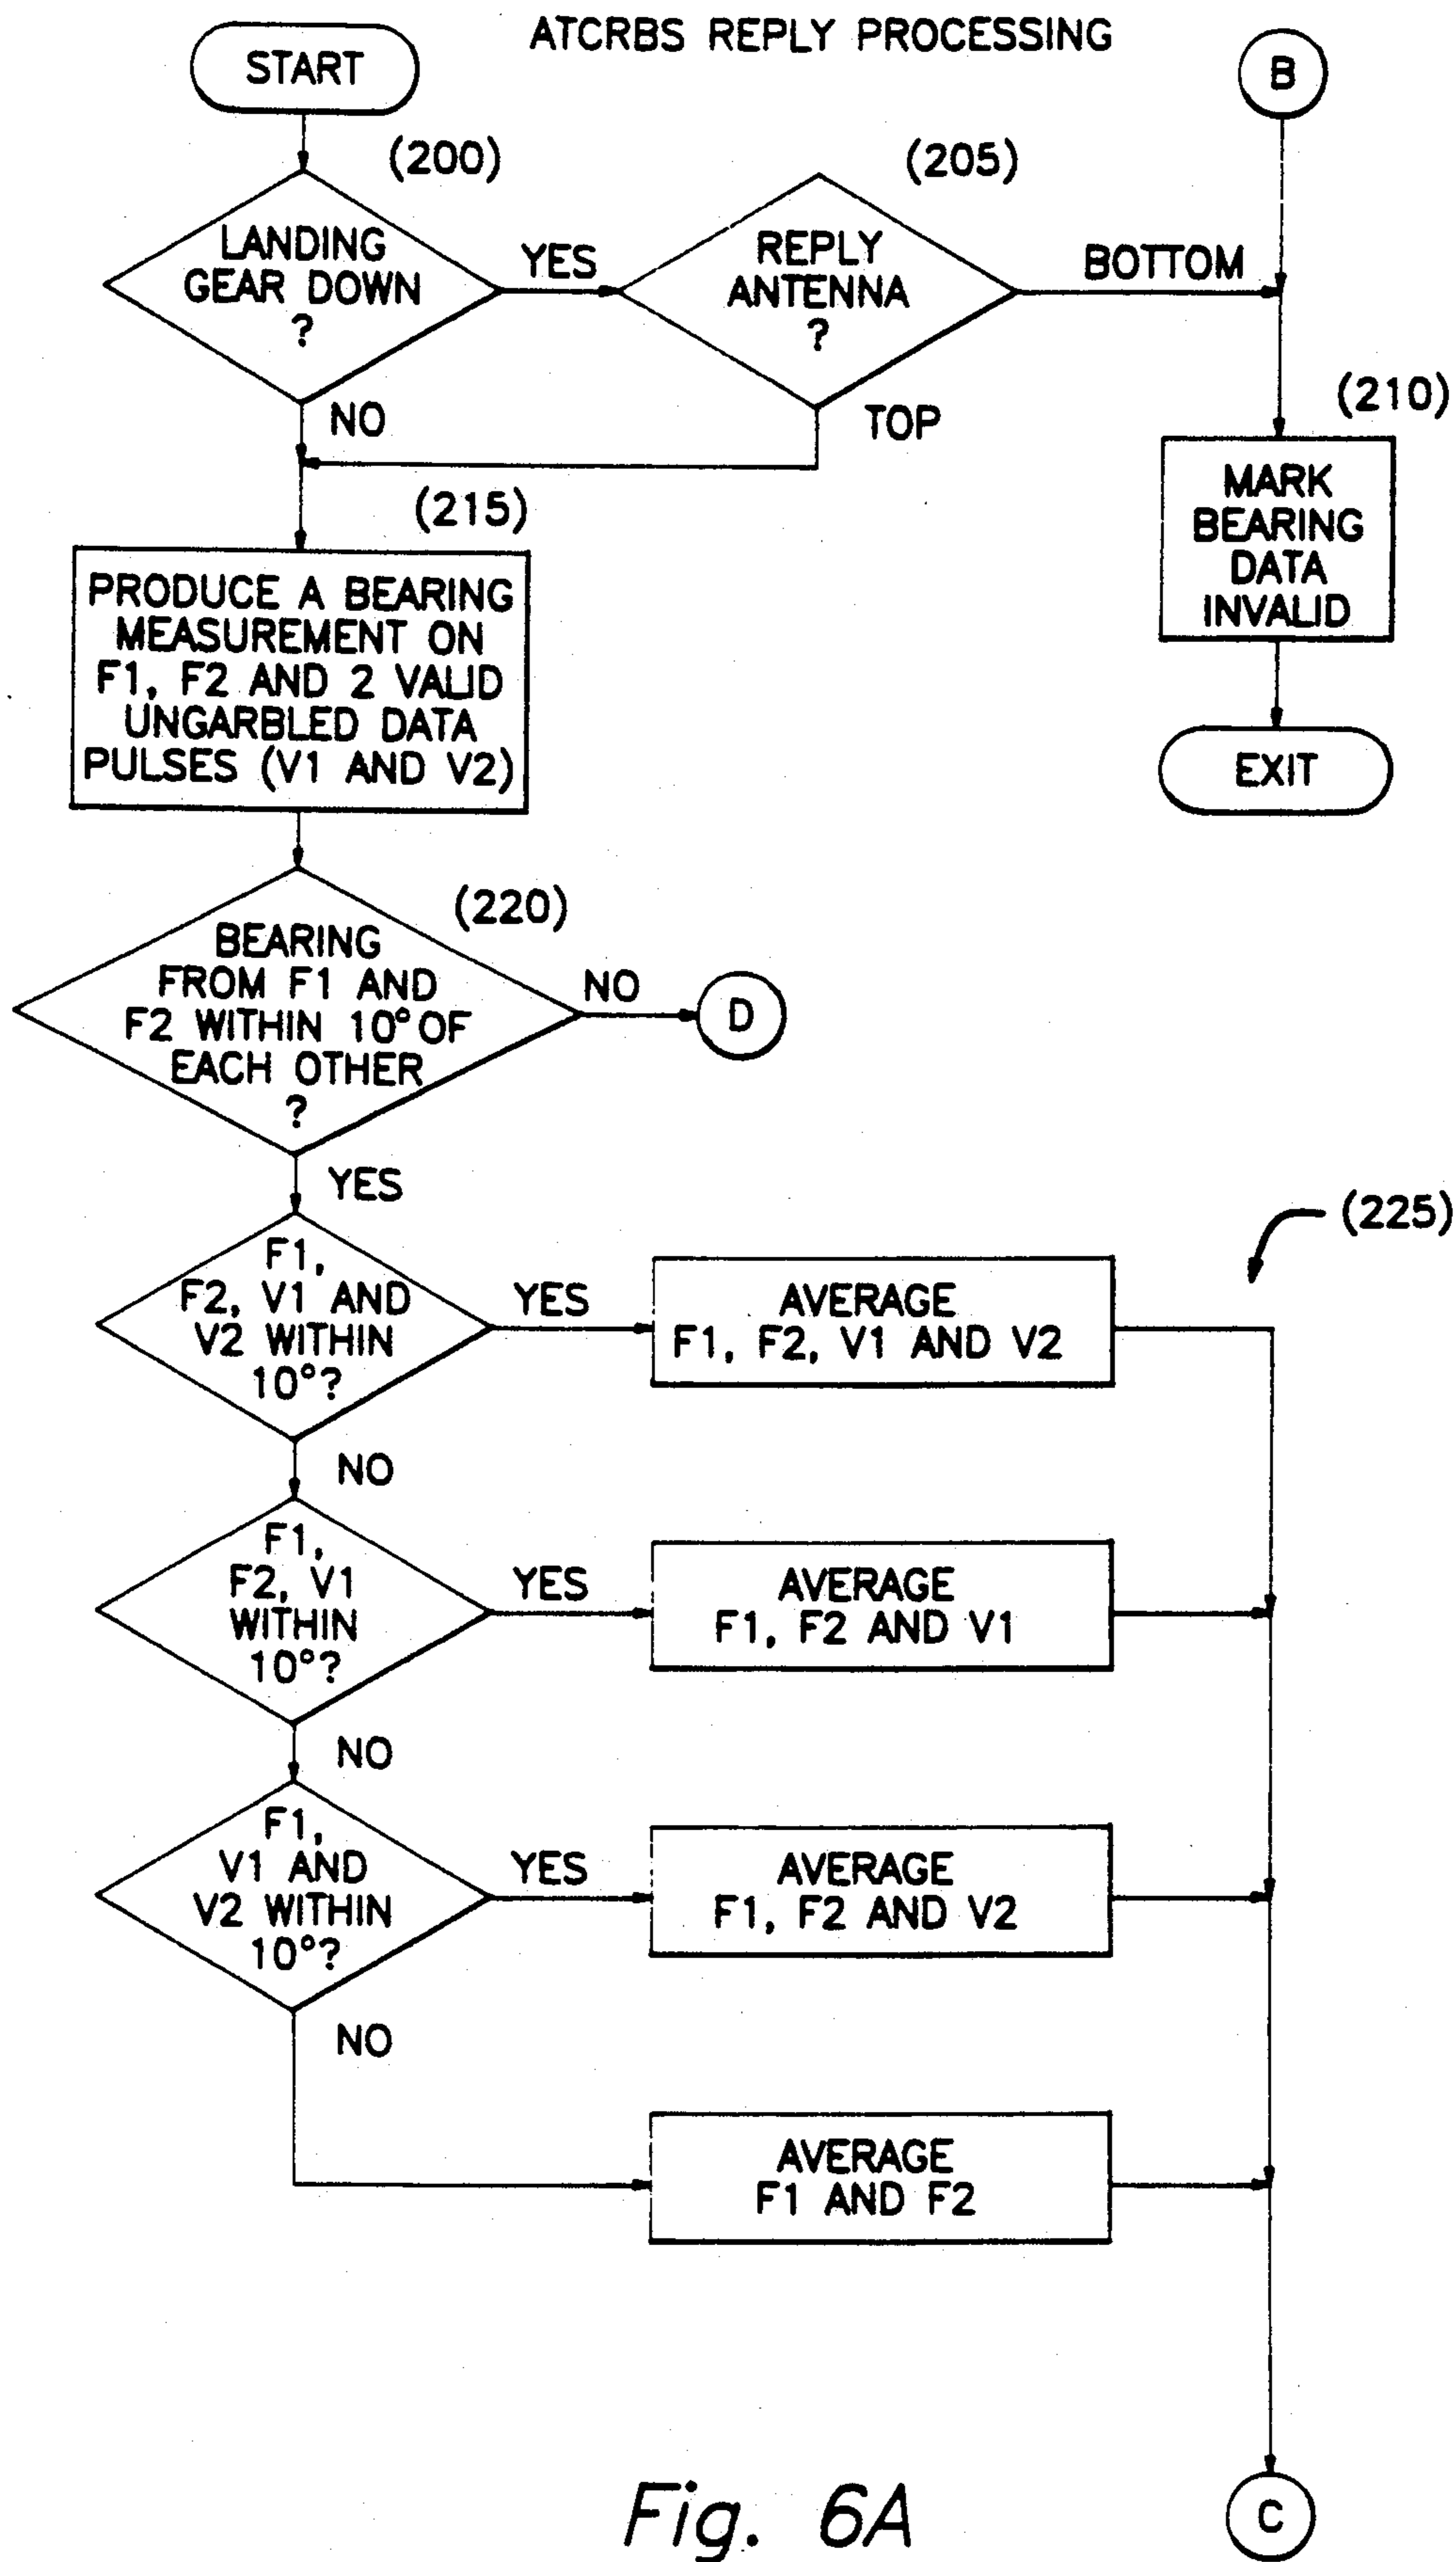 ATCRBS REPLY PROCESSING
START
B
(200)
(205)
LANDING
GEAR DOWN
?
YES
REPLY
ANTENNA
?
BOTTOM
NO
TOP
(210)
MARK
BEARING
DATA
INVALID
EXIT
(215)
PRODUCE A BEARING
MEASUREMENT ON
F1, F2 AND 2 VALID
UNGARBLED DATA
PULSES (V1 AND V2)
(220)
BEARING
FROM F1 AND
F2 WITHIN 10° OF
EACH OTHER
?
NO
D
YES
(225)
F1,
F2, V1 AND
V2 WITHIN
10°?
YES
AVERAGE
F1, F2, V1 AND V2
NO
F1,
F2, V1
WITHIN
10°?
YES
AVERAGE
F1, F2 AND V1
NO
F1,
V1 AND
V2 WITHIN
10°?
YES
AVERAGE
F1, F2 AND V2
NO
AVERAGE
F1 AND F2
C
Fig. 6A